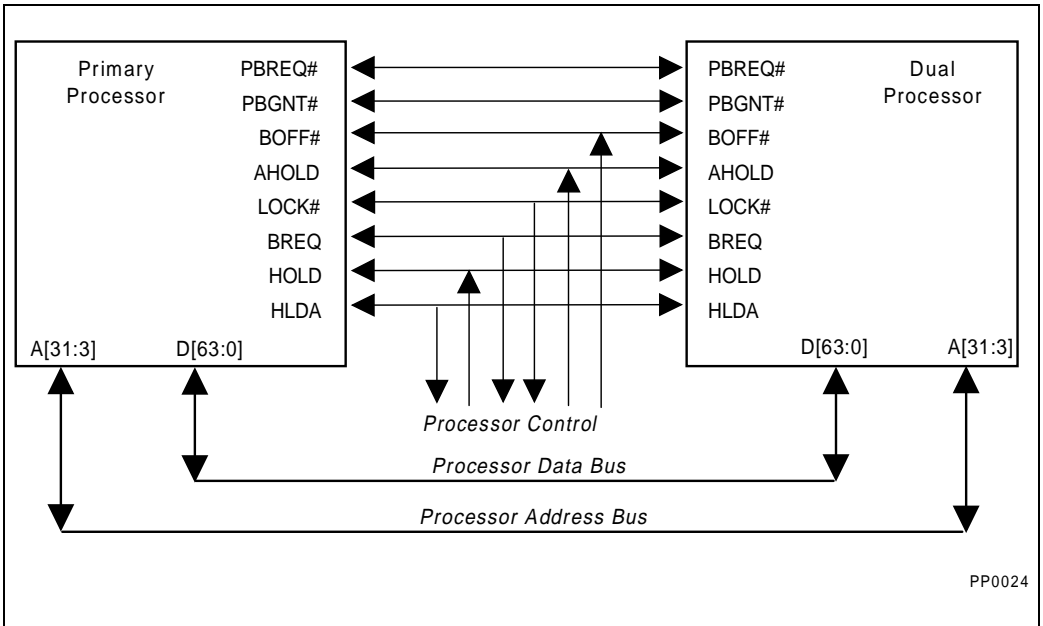 Primary
Processor
PBREQ#
PBGNT#
BOFF#
AHOLD
LOCK#
BREQ
HOLD
HLDA
A[31:3]
D[63:0]
PBREQ#
PBGNT#
BOFF#
AHOLD
LOCK#
BREQ
HOLD
HLDA
Dual
Processor
D[63:0]
A[31:3]
Processor Control
Processor Data Bus
Processor Address Bus
PP0024